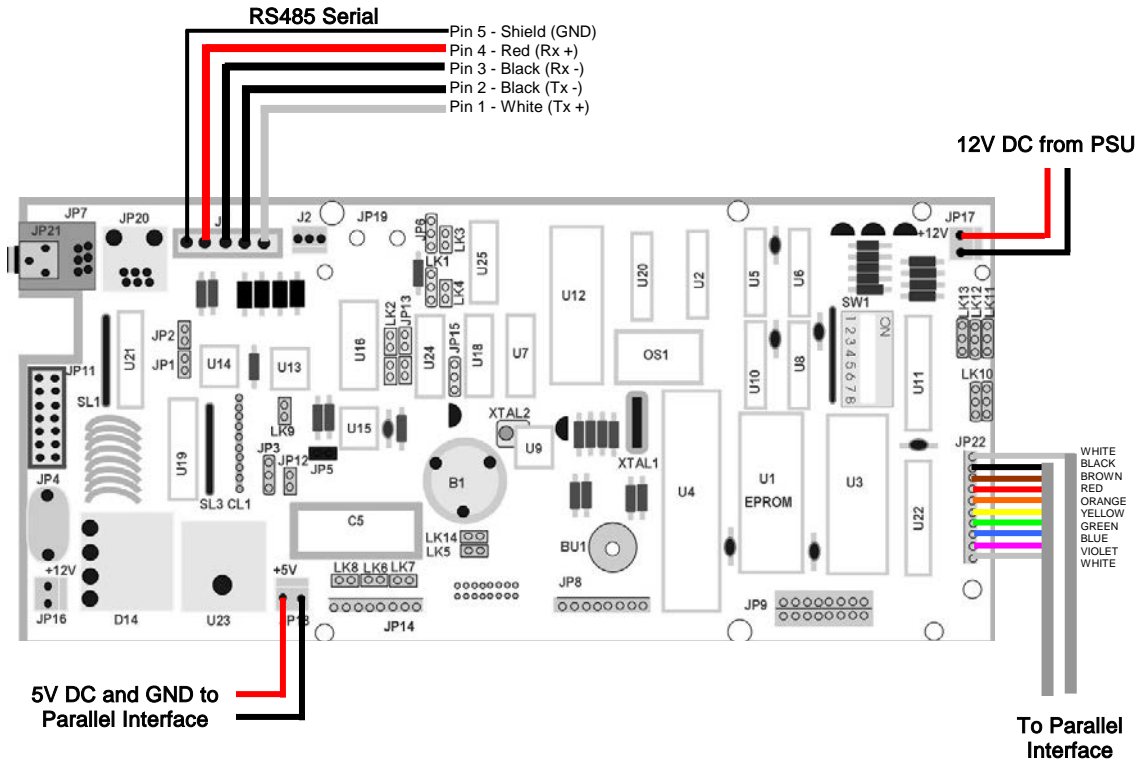 RS485 Serial
Pin 5 - Shield (GND)
Pin 4 - Red (Rx +)
Pin 3 - Black (Rx -)
Pin 2 - Black (Tx -)
Pin 1 - White (Tx +)
12V DC from PSU
JP7
JP21
JP20
J2
JP19
JP6
LK3
LK1
LK4
U25
U12
U20
U2
U5
U6
+12V
JP17
SW1
ON
1 2 3 4 5 6 7 8
LK13
LK12
LK11
JP2
JP1
U21
U14
U13
U16
LK2
JP13
U24
JP15
U18
U7
OS1
U10
U8
U11
LK10
JP11
SL1
U19
LK9
U15
XTAL2
U9
XTAL1
U4
U1
EPROM
U3
JP22
U22
JP3
JP12
JP5
SL3 CL1
B1
C5
LK14
LK5
BU1
JP4
+12V
JP16
D14
U23
+5V
JP18
LK8
LK6
LK7
JP14
JP8
JP9
WHITE
BLACK
BROWN
RED
ORANGE
YELLOW
GREEN
BLUE
VIOLET
WHITE
5V DC and GND to
Parallel Interface
To Parallel
Interface